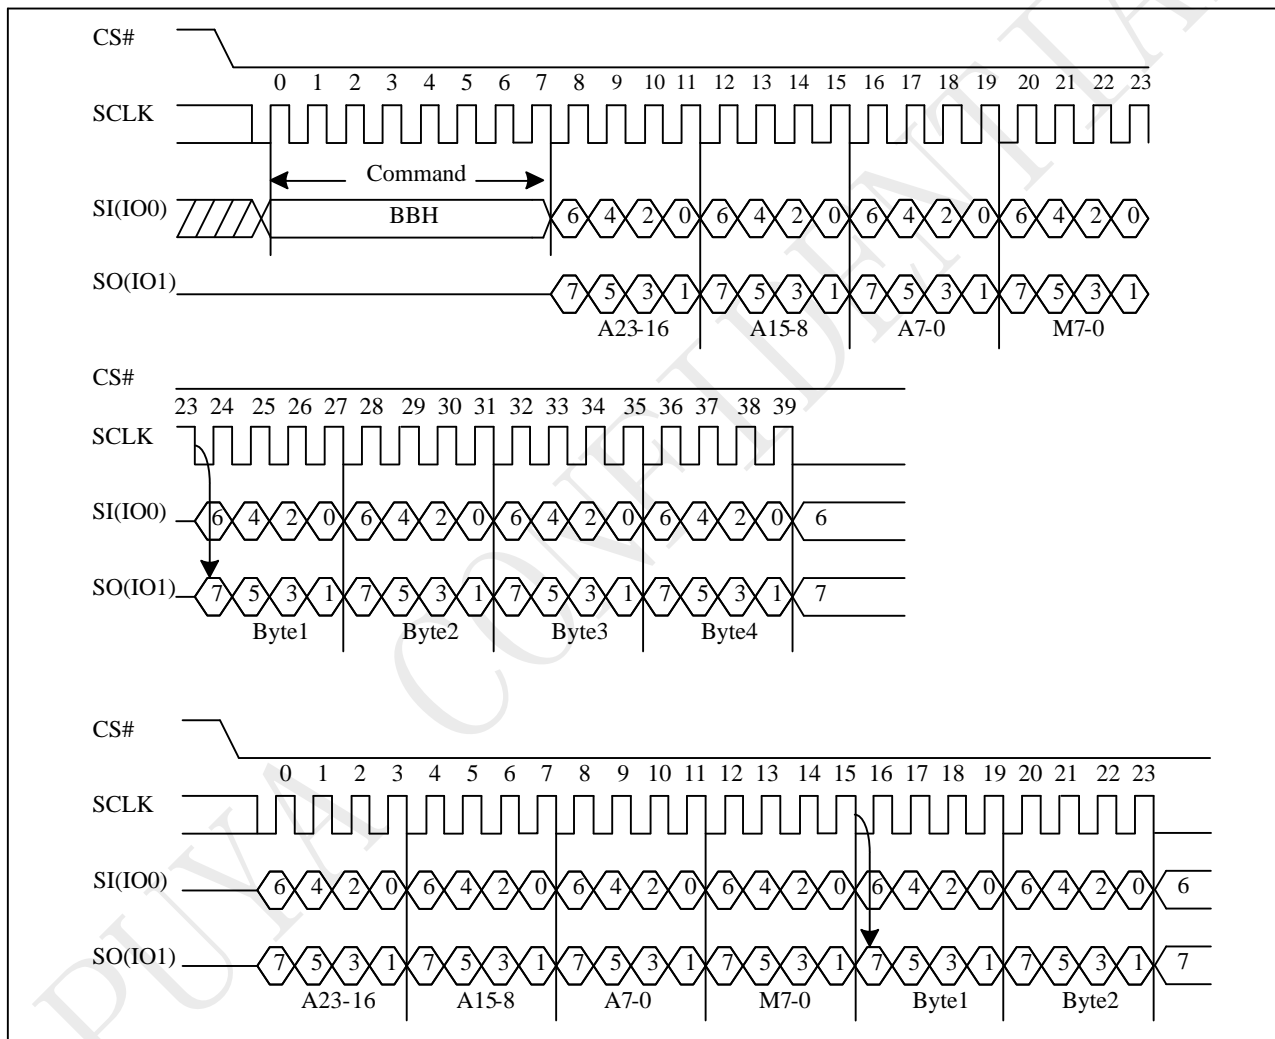 CS#
0 1 2 3 4 5 6 7 8 9 10 11 12 13 14 15 16 17 18 19 20 21 22 23
SCLK
Command
SI(IO0) BBH 6 4 2 0 6 4 2 0 6 4 2 0 6 4 2 0
SO(IO1) 7 5 3 1 7 5 3 1 7 5 3 1 7 5 3 1
A23-16 A15-8 A7-0 M7-0
CS#
23 24 25 26 27 28 29 30 31 32 33 34 35 36 37 38 39
SCLK
SI(IO0) 6 4 2 0 6 4 2 0 6 4 2 0 6 4 2 0 6
SO(IO1) 7 5 3 1 7 5 3 1 7 5 3 1 7 5 3 1 7
Byte1 Byte2 Byte3 Byte4
CS#
0 1 2 3 4 5 6 7 8 9 10 11 12 13 14 15 16 17 18 19 20 21 22 23
SCLK
SI(IO0) 6 4 2 0 6 4 2 0 6 4 2 0 6 4 2 0 6 4 2 0 6 4 2 0 6
SO(IO1) 7 5 3 1 7 5 3 1 7 5 3 1 7 5 3 1 7 5 3 1 7 5 3 1 7
A23-16 A15-8 A7-0 M7-0 Byte1 Byte2
PUYA CONFIDENTIA